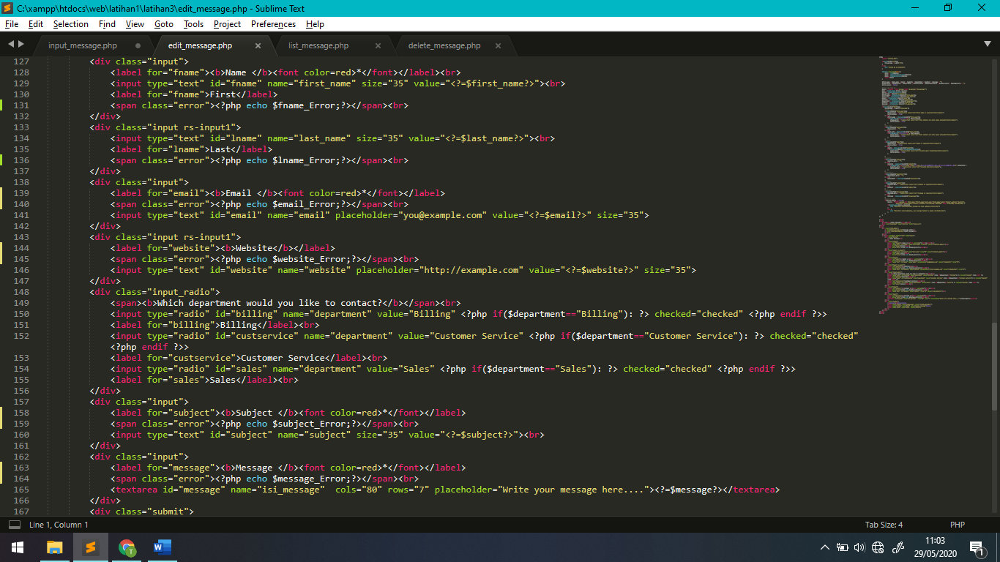 C:\xampp\htdocs\web\latihan1\latihan3\edit_message.php - Sublime Text
File Edit Selection Find View Goto Tools Project Preferences Help
input_message.php edit_message.php list_message.php delete_message.php
127 <div class="input">
128 <label for="fname"><b>Name </b><font color=red>*</font></label><br>
129 <input type="text" id="fname" name="first_name" size="35" value="<?=$first_name?>"><br>
130 <label for="fname">First</label>
131 <span class="error"><?php echo $fname_Error;?></span><br>
132 </div>
133 <div class="input rs-input1">
134 <input type="text" id="lname" name="last_name" size="35" value="<?=$last_name?>"><br>
135 <label for="lname">Last</label>
136 <span class="error"><?php echo $lname_Error;?></span><br>
137 </div>
138 <div class="input">
139 <label for="email"><b>Email </b><font color=red>*</font></label>
140 <span class="error"><?php echo $email_Error;?></span><br>
141 <input type="text" id="email" name="email" placeholder="you@example.com" value="<?=$email?>" size="35">
142 </div>
143 <div class="input rs-input1">
144 <label for="website"><b>Website</b></label>
145 <span class="error"><?php echo $website_Error;?></span><br>
146 <input type="text" id="website" name="website" placeholder="http://example.com" value="<?=$website?>" size="35">
147 </div>
148 <div class="input_radio">
149 <span><b>Which department would you like to contact?</b></span><br>
150 <input type="radio" id="billing" name="department" value="Billing" <?php if($department=="Billing"): ?> checked="checked" <?php endif ?>>
151 <label for="billing">Billing</label><br>
152 <input type="radio" id="custservice" name="department" value="Customer Service" <?php if($department=="Customer Service"): ?> checked="checked"
<?php endif ?>>
153 <label for="custservice">Customer Service</label><br>
154 <input type="radio" id="sales" name="department" value="Sales" <?php if($department=="Sales"): ?> checked="checked" <?php endif ?>>
155 <label for="sales">Sales</label><br>
156 </div>
157 <div class="input">
158 <label for="subject"><b>Subject </b><font color=red>*</font></label>
159 <span class="error"><?php echo $subject_Error;?></span><br>
160 <input type="text" id="subject" name="subject" size="35" value="<?=$subject?>"><br>
161 </div>
162 <div class="input">
163 <label for="message"><b>Message </b><font color=red>*</font></label>
164 <span class="error"><?php echo $message_Error;?></span><br>
165 <textarea id="message" name="isi_message"  cols="80" rows="7" placeholder="Write your message here...."><?=$message?></textarea>
166 </div>
167 <div class="submit">
Line 1, Column 1 Tab Size: 4 PHP
11:03
29/05/2020
1